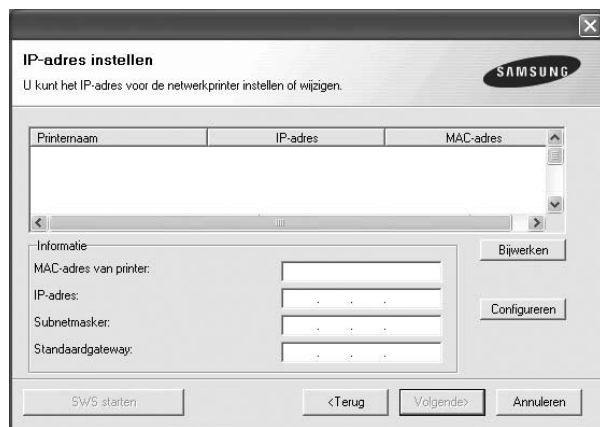 IP-adres instellen
U kunt het IP-adres voor de netwerkprinter instellen of wijzigen.
SAMSUNG
Printernaam IP-adres MAC-adres
Informatie
MAC-adres van printer:
IP-adres:
Subnetmasker:
Standaardgateway:
Bijwerken
Configureren
SWS starten <Terug Volgende> Annuleren